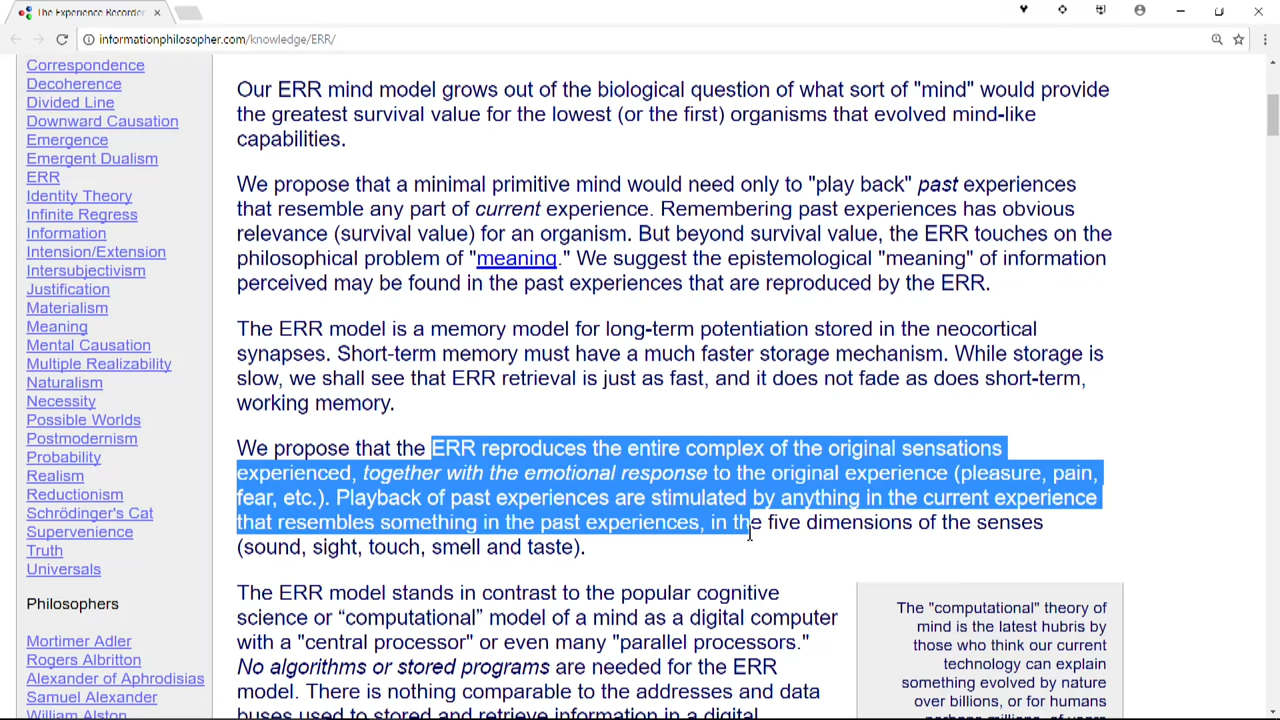 The Experience Recorder
informationphilosopher.com/knowledge/ERR/
Correspondence
Decoherence
Divided Line
Downward Causation
Emergence
Emergent Dualism
ERR
Identity Theory
Infinite Regress
Information
Intension/Extension
Intersubjectivism
Justification
Materialism
Meaning
Mental Causation
Multiple Realizability
Naturalism
Necessity
Possible Worlds
Postmodernism
Probability
Realism
Reductionism
Schrödinger's Cat
Supervenience
Truth
Universals
Philosophers
Mortimer Adler
Rogers Albritton
Alexander of Aphrodisias
Samuel Alexander
William Alston
Our ERR mind model grows out of the biological question of what sort of "mind" would provide
the greatest survival value for the lowest (or the first) organisms that evolved mind-like
capabilities.
We propose that a minimal primitive mind would need only to "play back" past experiences
that resemble any part of current experience. Remembering past experiences has obvious
relevance (survival value) for an organism. But beyond survival value, the ERR touches on the
philosophical problem of "meaning." We suggest the epistemological "meaning" of information
perceived may be found in the past experiences that are reproduced by the ERR.
The ERR model is a memory model for long-term potentiation stored in the neocortical
synapses. Short-term memory must have a much faster storage mechanism. While storage is
slow, we shall see that ERR retrieval is just as fast, and it does not fade as does short-term,
working memory.
We propose that the ERR reproduces the entire complex of the original sensations
experienced, together with the emotional response to the original experience (pleasure, pain,
fear, etc.). Playback of past experiences are stimulated by anything in the current experience
that resembles something in the past experiences, in the five dimensions of the senses
(sound, sight, touch, smell and taste).
The ERR model stands in contrast to the popular cognitive
science or “computational” model of a mind as a digital computer
with a "central processor" or even many "parallel processors."
No algorithms or stored programs are needed for the ERR
model. There is nothing comparable to the addresses and data
buses used to stored and retrieve information in a digital
The "computational" theory of
mind is the latest hubris by
those who think our current
technology can explain
something evolved by nature
over billions, or for humans
perhaps millions, of years